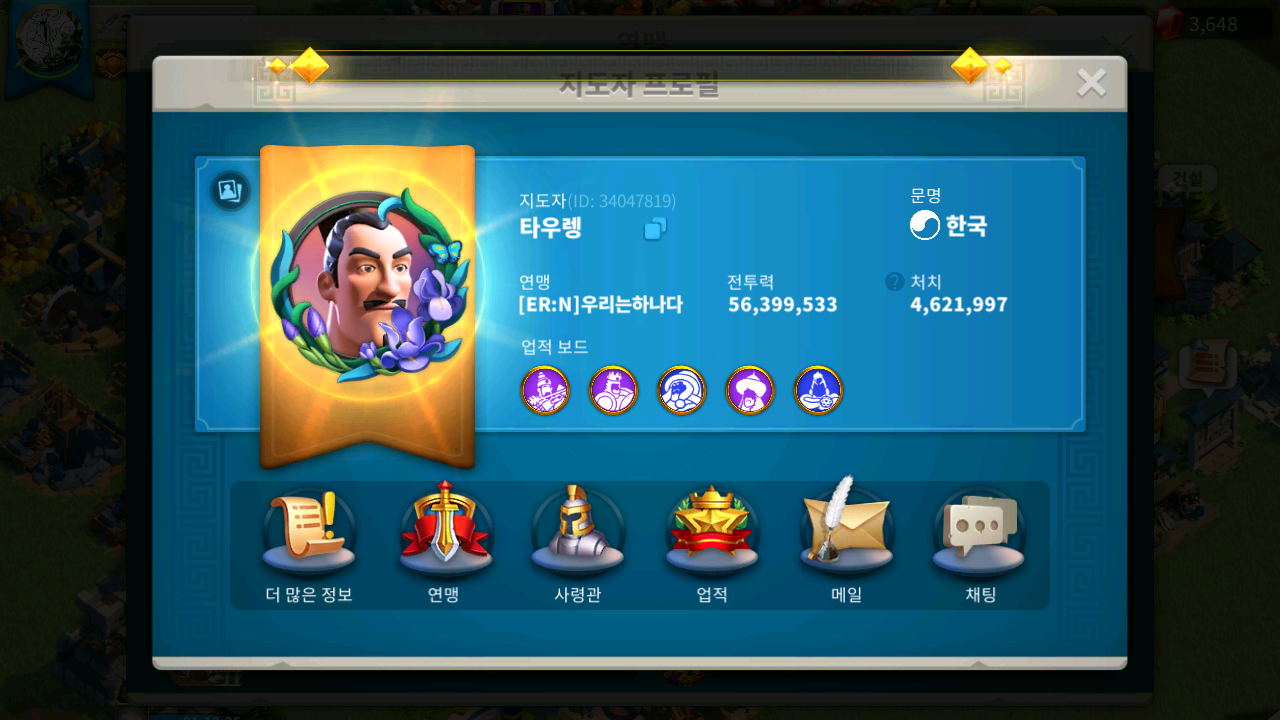 연맹
3,648
지도자 프로필
건설
지도자(ID: 34047819)
타우렝
문명
한국
연맹
[ER:N]우리는하나다
전투력
56,399,533
? 처치
4,621,997
업적 보드
더 많은 정보
연맹
사령관
업적
메일
채팅